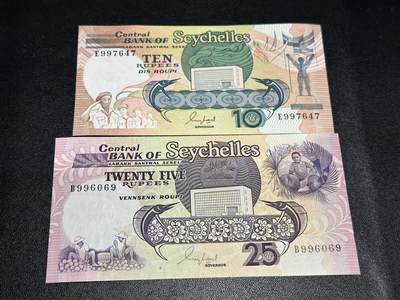 Central
BANK OF Seychelles
LABANK SANTRAL SESEL
E997647
TEN
RUPEES
DIS ROUPI
10
E997647
GOVERNOR
Central
BANK OF Seychelles
LABANK SANTRAL SESEL
B996069
TWENTY FIVE
RUPEES
VENNSENK ROUPI
25
B996069
GOVERNOR